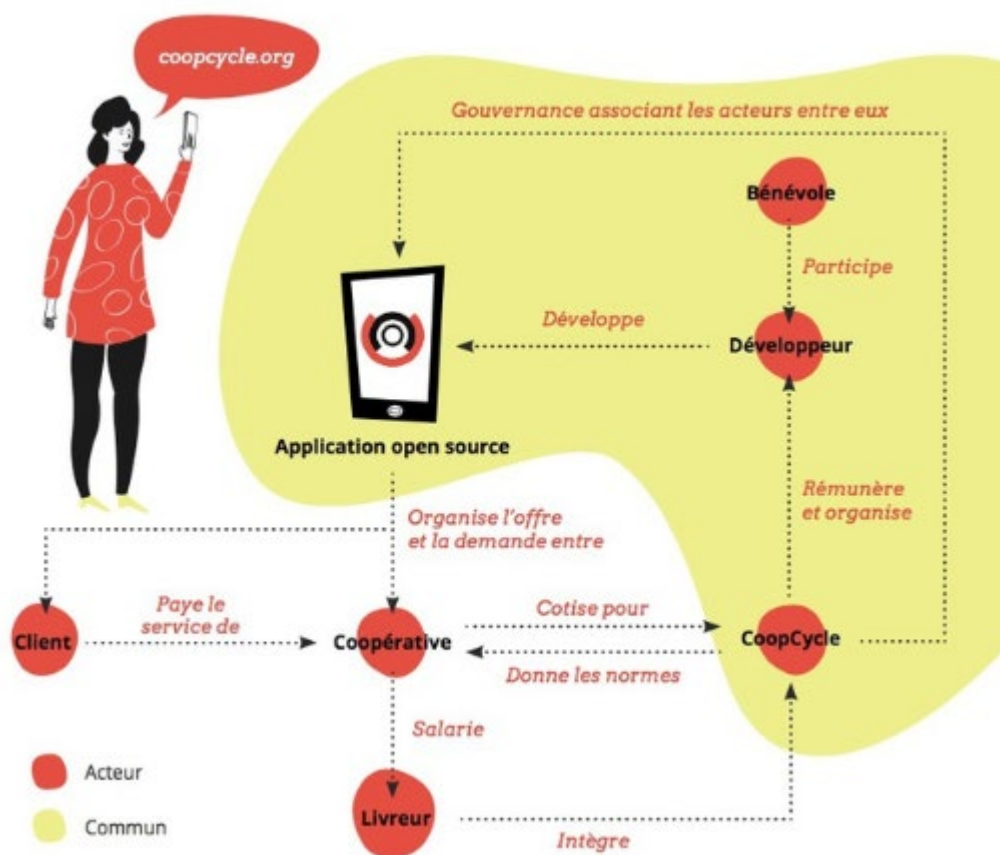 coopcycle.org
Gouvernance associant les acteurs entre eux
Bénévole
Participe
Développe
Développeur
Application open source
Rémunère
et organise
Organise l'offre
et la demande entre
Paye le
service de
Cotise pour
Client
Coopérative
CoopCycle
Donne les normes
Salarie
Acteur
Livreur
Commun
Intègre